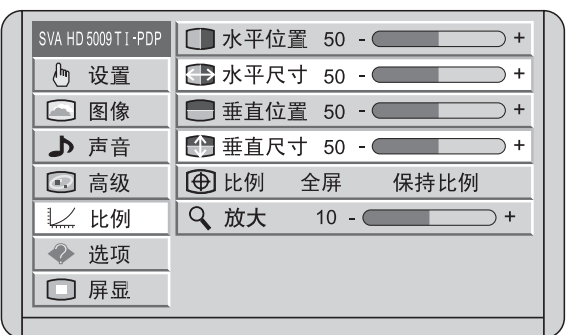 SVA HD5009TI-PDP
设置
图像
声音
高级
比例
选项
屏显
水平位置 50 - +
水平尺寸 50 - +
垂直位置 50 - +
垂直尺寸 50 - +
比例 全屏 保持比例
放大 10 - +